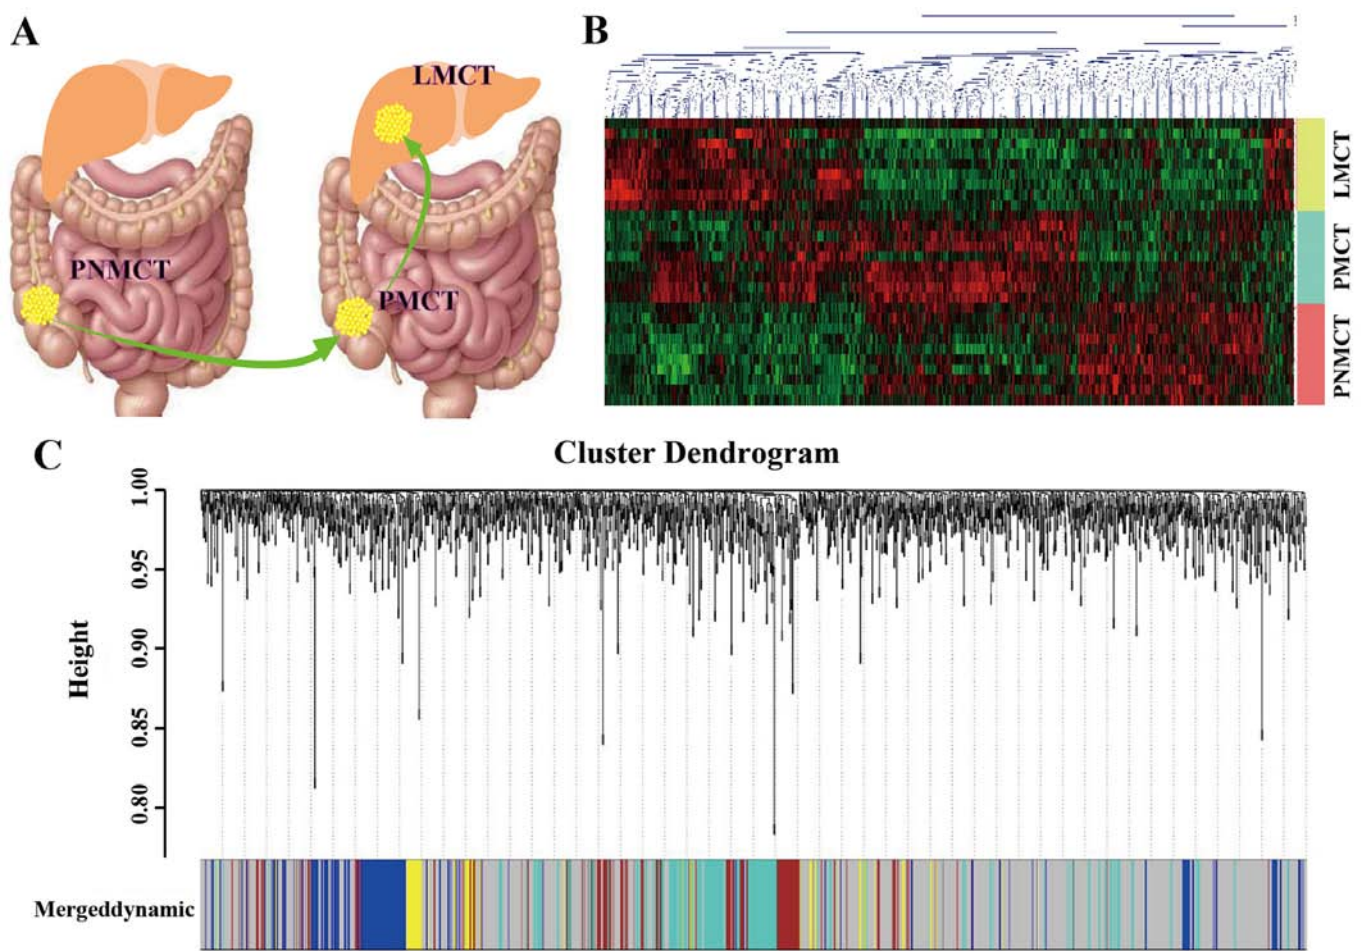 A
LMCT
PNMCT
PMCT
B
LMCT
PMCT
PNMCT
C
Cluster Dendrogram
Height
1.00
0.95
0.90
0.85
0.80
Mergeddynamic